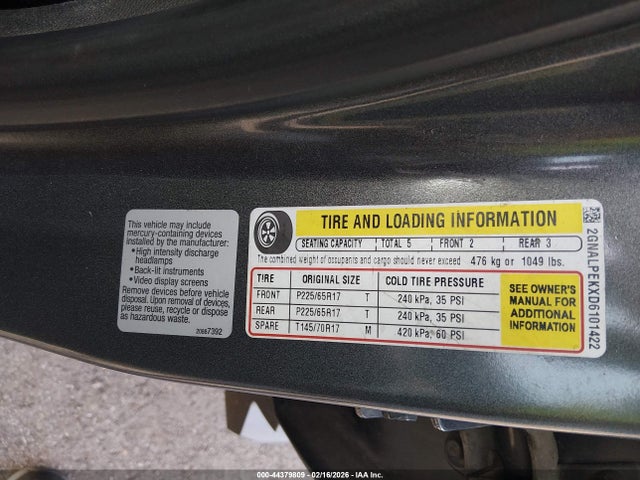 This vehicle may include
mercury-containing devices
installed by the manufacturer:
• High intensity discharge
headlamps
• Back-lit instruments
• Video display screens
Remove devices before vehicle
disposal. Upon removal of devices,
please reuse, recycle or dispose
as hazardous waste.
20887392
TIRE AND LOADING INFORMATION
SEATING CAPACITY TOTAL 5 FRONT 2 REAR 3
The combined weight of occupants and cargo should never exceed 476 kg or 1049 lbs.
TIRE ORIGINAL SIZE COLD TIRE PRESSURE
FRONT P225/65R17 T 240 kPa, 35 PSI
REAR P225/65R17 T 240 kPa, 35 PSI
SPARE T145/70R17 M 420 kPa, 60 PSI
SEE OWNER'S
MANUAL FOR
ADDITIONAL
INFORMATION
2GNALPEKXD6101422
000-44379809 - 02/16/2026 - IAA Inc.